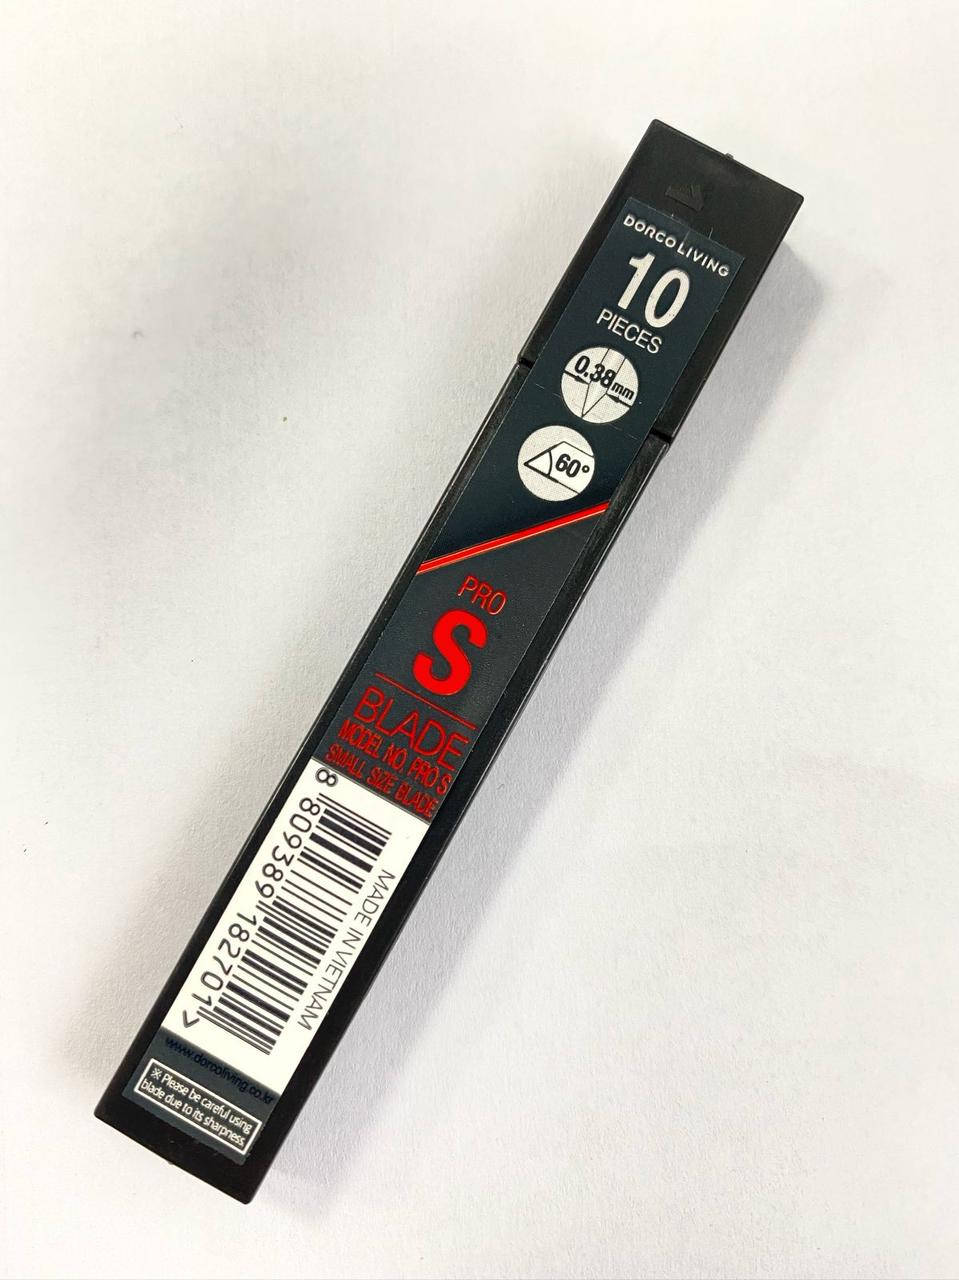 DORCO LIVING
10
PIECES
0.38mm
60°
PRO
S
BLADE
MODEL NO. PRO S
SMALL SIZE BLADE
8 809389 182701 >
MADE IN VIETNAM
www.dorcoliving.co.kr
※ Please be careful using
blade due to its sharpness.